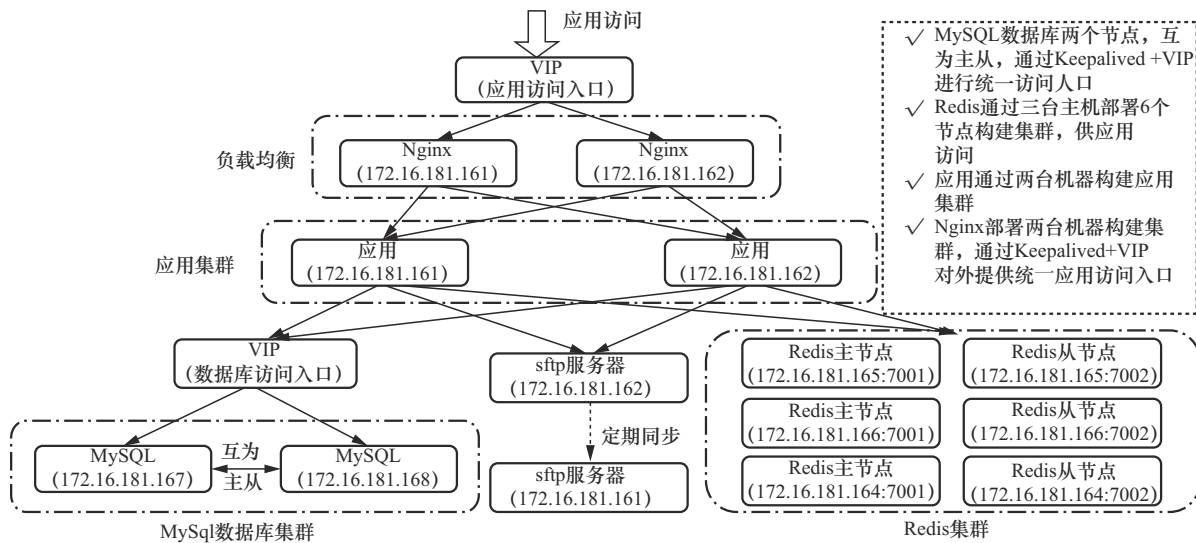 应用访问
VIP
（应用访问入口）
负载均衡
Nginx
（172.16.181.161）
Nginx
（172.16.181.162）
应用集群
应用
（172.16.181.161）
应用
（172.16.181.162）
VIP
（数据库访问入口）
sftp服务器
（172.16.181.162）
定期同步
sftp服务器
（172.16.181.161）
MySQL
（172.16.181.167）
互为
主从
MySQL
（172.16.181.168）
MySql数据库集群
Redis主节点
（172.16.181.165:7001）
Redis从节点
（172.16.181.165:7002）
Redis主节点
（172.16.181.166:7001）
Redis从节点
（172.16.181.166:7002）
Redis主节点
（172.16.181.164:7001）
Redis从节点
（172.16.181.164:7002）
Redis集群
√ MySQL数据库两个节点，互
为主从，通过Keepalived +VIP
进行统一访问人口
√ Redis通过三台主机部署6个
节点构建集群，供应用
访问
√ 应用通过两台机器构建应用
集群
√ Nginx部署两台机器构建集
群，通过Keepalived+VIP
对外提供统一应用访问入口